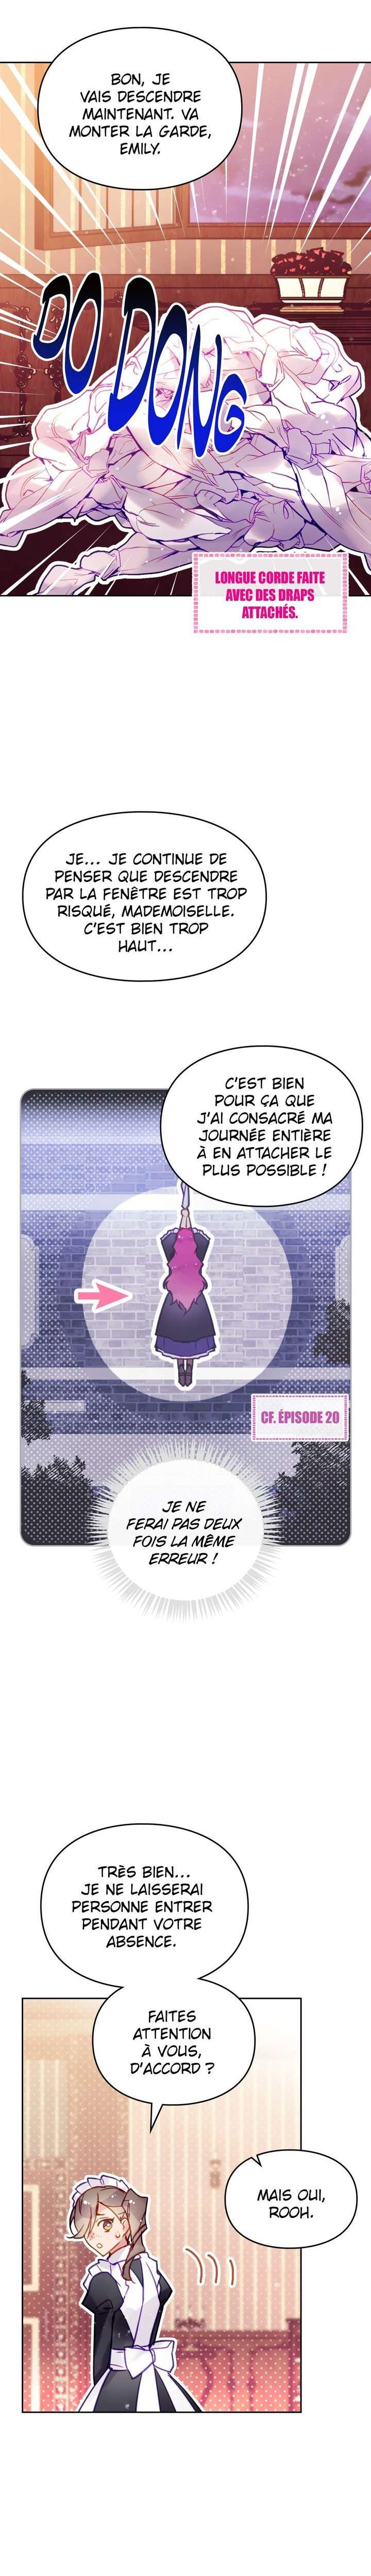 BON, JE
VAIS DESCENDRE
MAINTENANT. VA
MONTER LA GARDE,
EMILY.
DO DONG
LONGUE CORDE FAITE
AVEC DES DRAPS
ATTACHÉS.
JE... JE CONTINUE DE
PENSER QUE DESCENDRE
PAR LA FENÊTRE EST TROP
RISQUÉ, MADEMOISELLE.
C'EST BIEN TROP
HAUT...
C'EST BIEN
POUR ÇA QUE
J'AI CONSACRÉ MA
JOURNÉE ENTIÈRE
À EN ATTACHER LE
PLUS POSSIBLE !
CF. ÉPISODE 20
JE NE
FERAI PAS DEUX
FOIS LA MÊME
ERREUR !
TRÈS BIEN...
JE NE LAISSERAI
PERSONNE ENTRER
PENDANT VOTRE
ABSENCE.
FAITES
ATTENTION
À VOUS,
D'ACCORD ?
MAIS OUI,
ROOH.